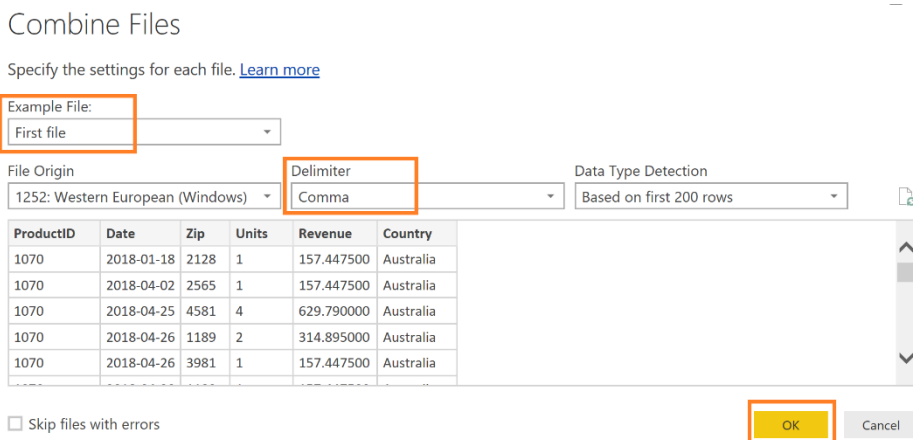 Combine Files
Specify the settings for each file. Learn more
Example File:
First file
File Origin Delimiter Data Type Detection
1252: Western European (Windows) Comma Based on first 200 rows
ProductID Date Zip Units Revenue Country
1070 2018-01-18 2128 1 157.447500 Australia
1070 2018-04-02 2565 1 157.447500 Australia
1070 2018-04-25 4581 4 629.790000 Australia
1070 2018-04-26 1189 2 314.895000 Australia
1070 2018-04-26 3981 1 157.447500 Australia
Skip files with errors OK Cancel